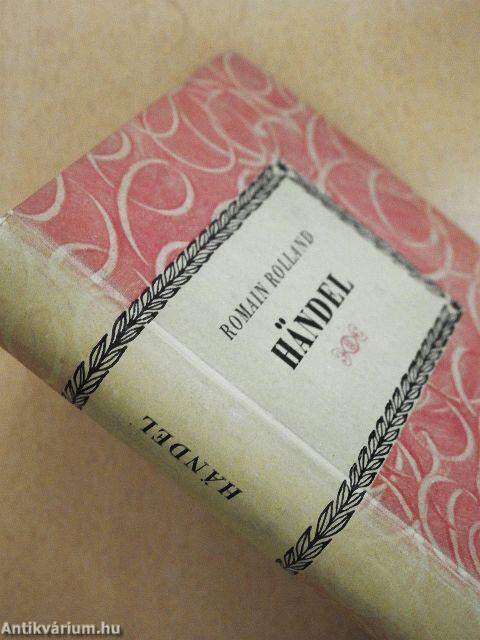 ROMAIN ROLLAND
HÄNDEL
HÄNDEL
Antikvárium.hu